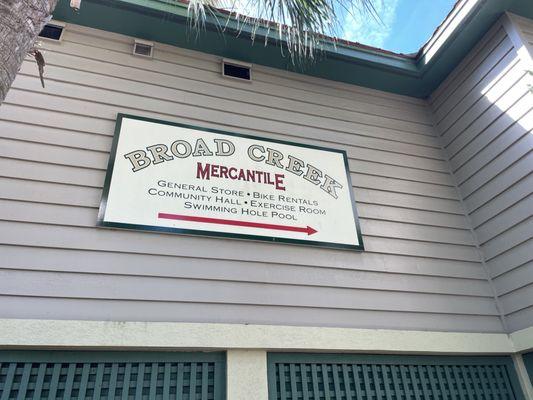 BROAD CREEK
MERCANTILE
GENERAL STORE • BIKE RENTALS
COMMUNITY HALL • EXERCISE ROOM
SWIMMING HOLE POOL